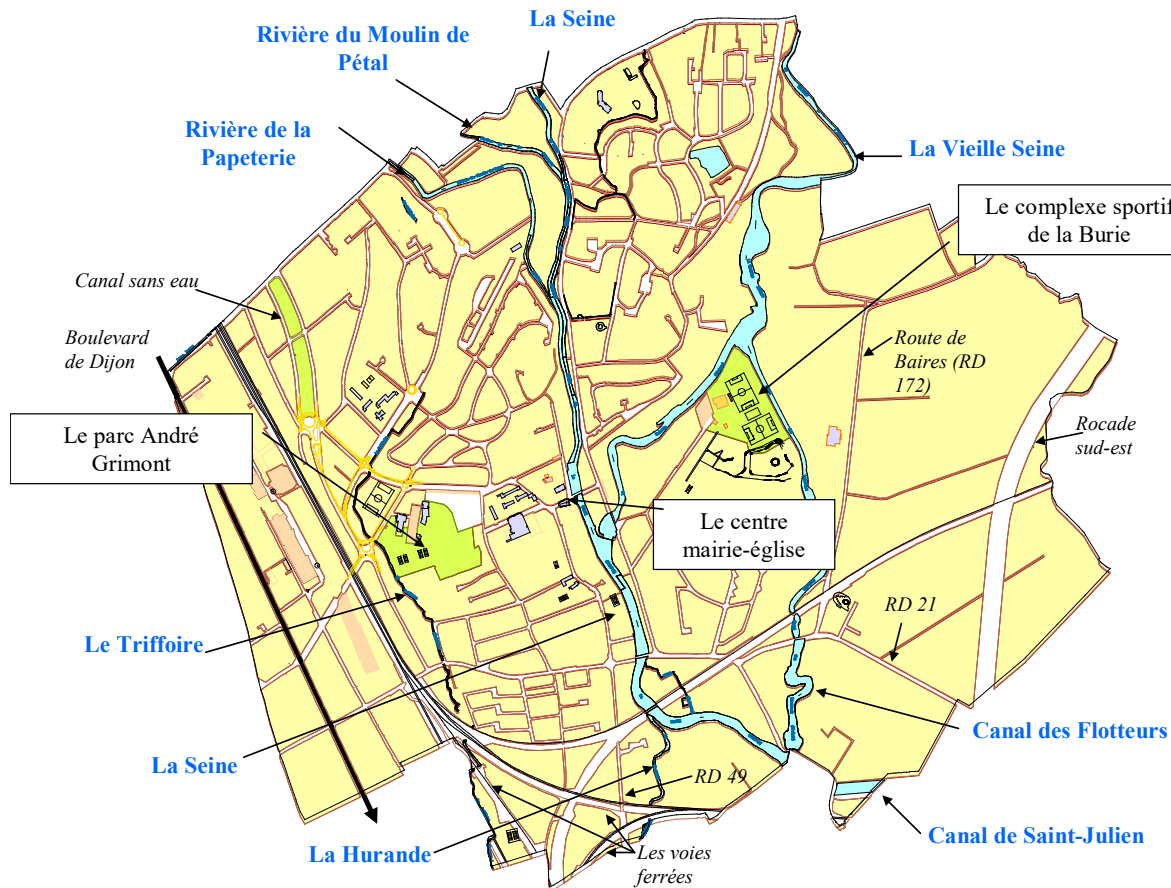 La Seine
Rivière du Moulin de
Pétal
Rivière de la
Papeterie
La Vieille Seine
Le complexe sportif
de la Burie
Canal sans eau
Boulevard
de Dijon
Route de
Baires (RD
172)
Le parc André
Grimont
Rocade
sud-est
Le centre
mairie-église
RD 21
Le Triffoire
Canal des Flotteurs
La Seine
RD 49
La Hurande
Les voies
ferrées
Canal de Saint-Julien